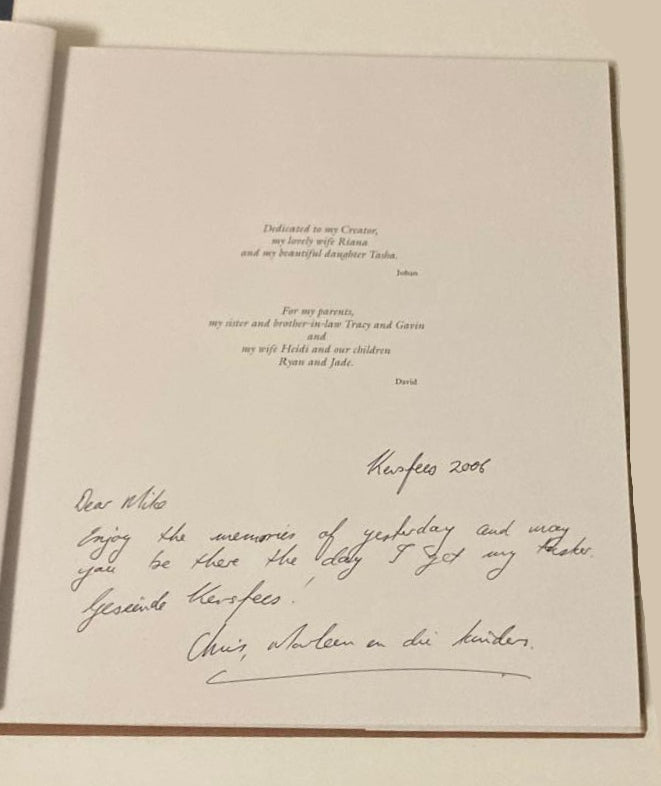 Dedicated to my Creator,
my lovely wife Riana
and my beautiful daughter Tasha.
Johan
For my parents,
my sister and brother-in-law Tracy and Gavin
and
my wife Heidi and our children
Ryan and Jade.
David
Kersfees 2006
Dear Mike
Enjoy the memories of yesterday and may
you be there the day I get my
Geseënde Kersfees!
Chris, Marleen en die kinders.